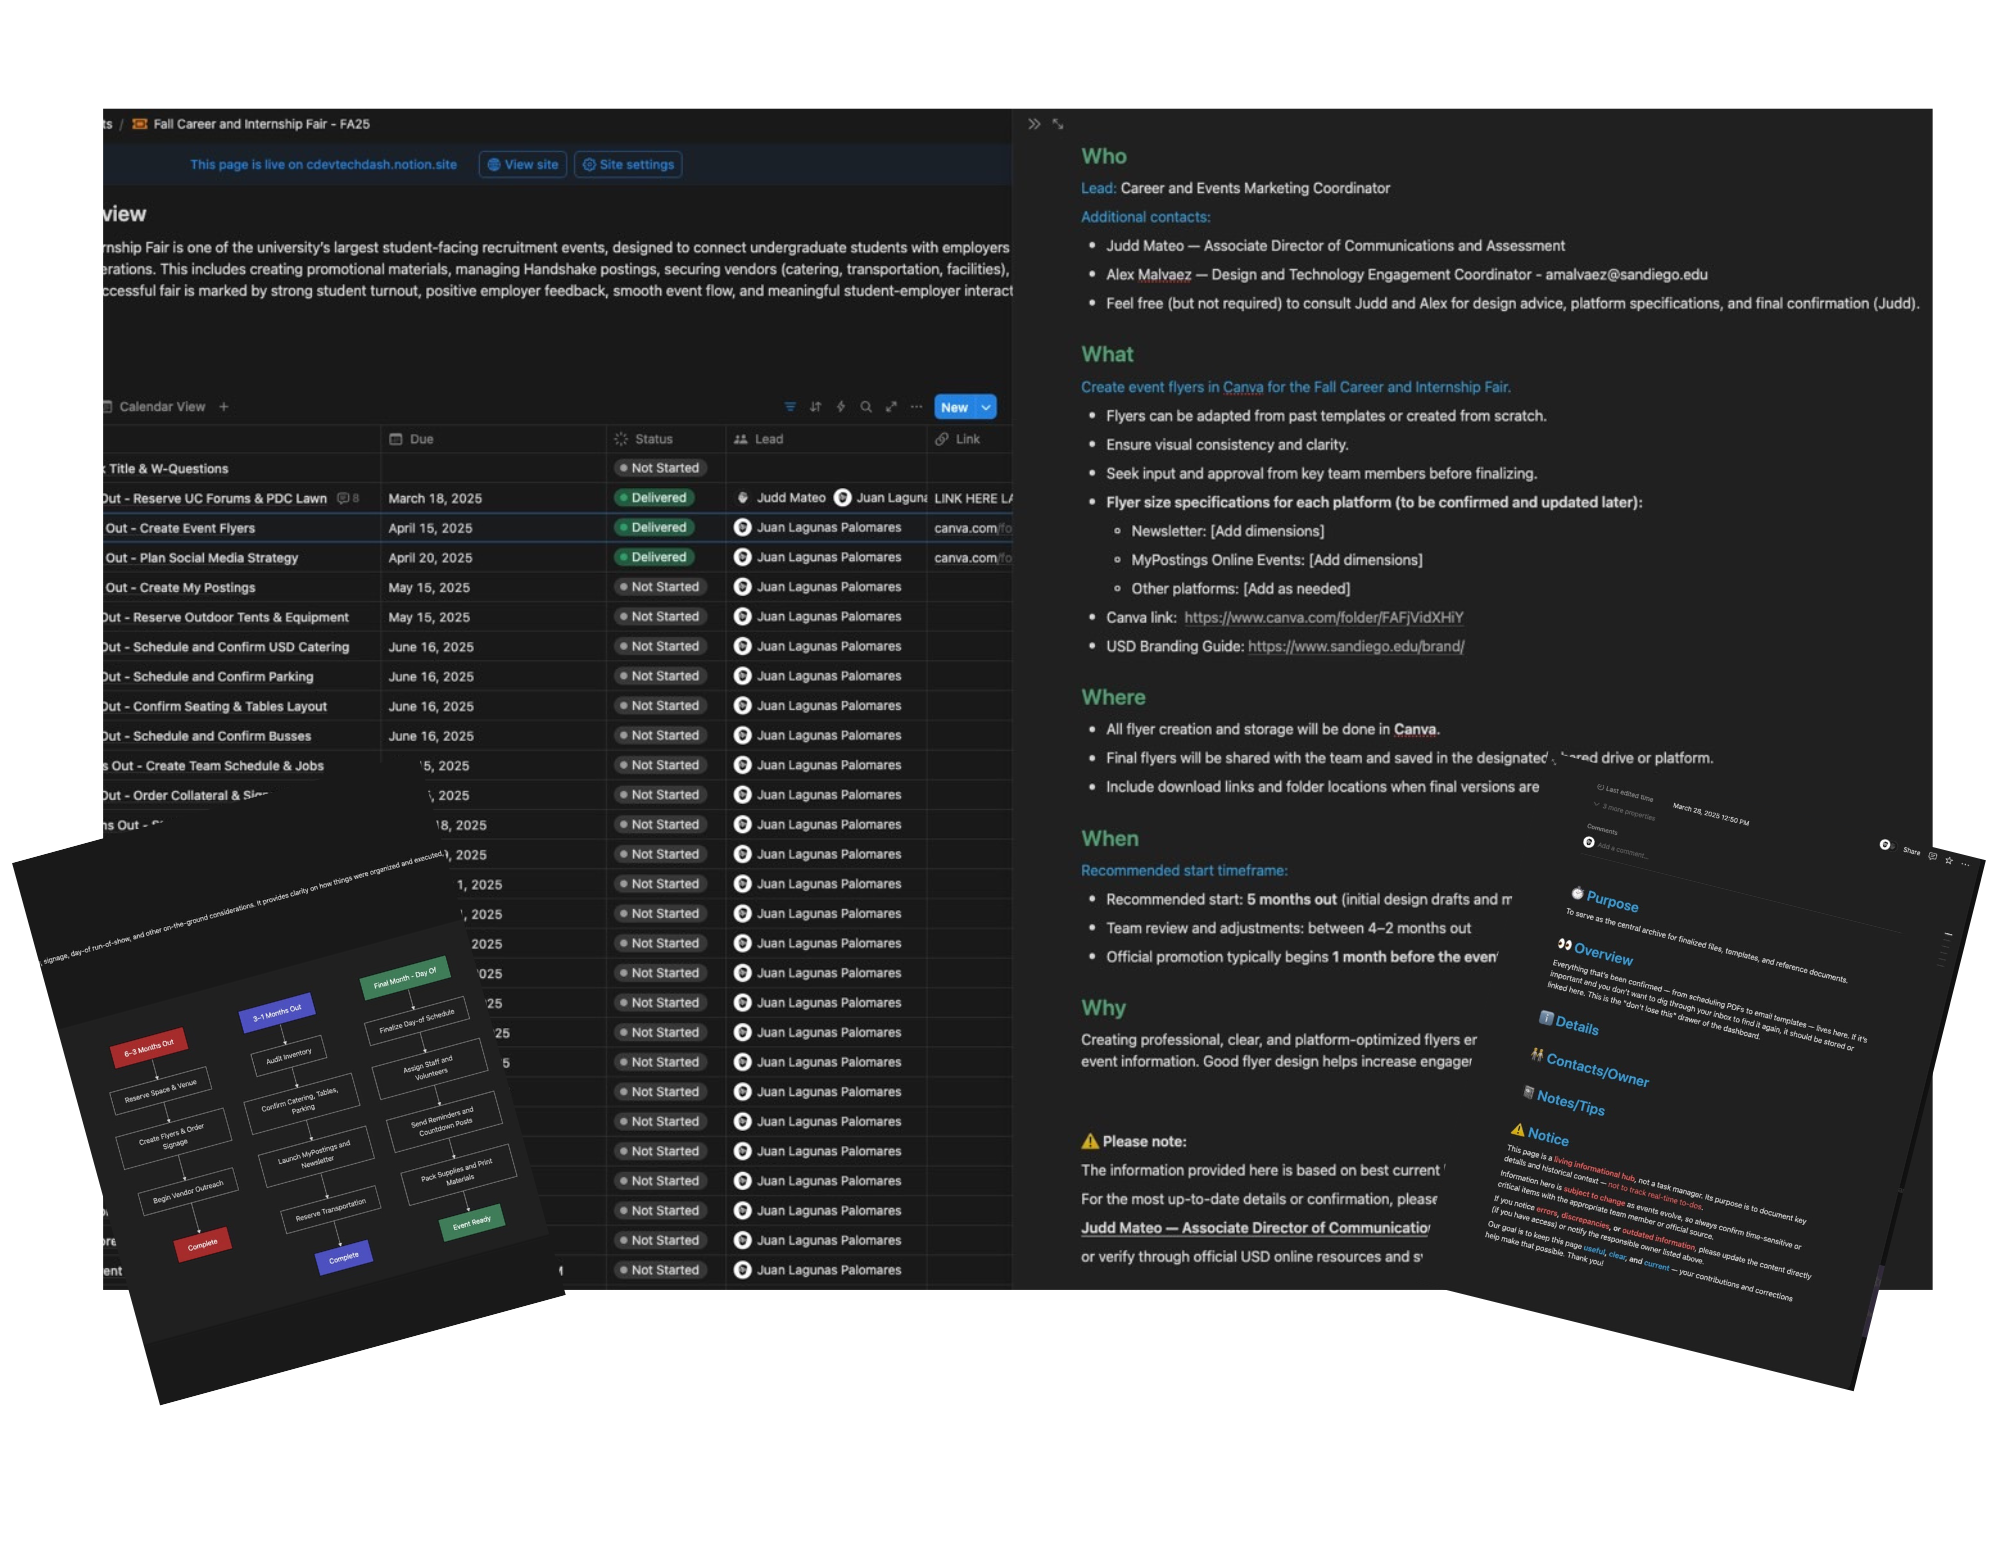 ts / Fall Career and Internship Fair - FA25
This page is live on cdevtechdash.notion.site View site Site settings
view
rnship Fair is one of the university's largest student-facing recruitment events, designed to connect undergraduate students with employers
erations. This includes creating promotional materials, managing Handshake postings, securing vendors (catering, transportation, facilities),
ccessful fair is marked by strong student turnout, positive employer feedback, smooth event flow, and meaningful student-employer interact
Calendar View + New
Due Status Lead Link
Title & W-Questions Not Started
Out - Reserve UC Forums & PDC Lawn 8 March 18, 2025 Delivered Judd Mateo Juan Laguna LINK HERE LA
Out - Create Event Flyers April 15, 2025 Delivered Juan Lagunas Palomares canva.com/fo
Out - Plan Social Media Strategy April 20, 2025 Delivered Juan Lagunas Palomares canva.com/fo
Out - Create My Postings May 15, 2025 Not Started Juan Lagunas Palomares
Out - Reserve Outdoor Tents & Equipment May 15, 2025 Not Started Juan Lagunas Palomares
Out - Schedule and Confirm USD Catering June 16, 2025 Not Started Juan Lagunas Palomares
Out - Schedule and Confirm Parking June 16, 2025 Not Started Juan Lagunas Palomares
Out - Confirm Seating & Tables Layout June 16, 2025 Not Started Juan Lagunas Palomares
Out - Schedule and Confirm Busses June 16, 2025 Not Started Juan Lagunas Palomares
s Out - Create Team Schedule & Jobs 15, 2025 Not Started Juan Lagunas Palomares
Out - Order Collateral & , 2025 Not Started Juan Lagunas Palomares
ns Out - 18, 2025 Not Started Juan Lagunas Palomares
, 2025 Not Started Juan Lagunas Palomares
1, 2025 Not Started Juan Lagunas Palomares
, 2025 Not Started Juan Lagunas Palomares
2025 Not Started Juan Lagunas Palomares
025 Not Started Juan Lagunas Palomares
25 Not Started Juan Lagunas Palomares
25 Not Started Juan Lagunas Palomares
5 Not Started Juan Lagunas Palomares
Not Started Juan Lagunas Palomares
Not Started Juan Lagunas Palomares
Not Started Juan Lagunas Palomares
Not Started Juan Lagunas Palomares
Not Started Juan Lagunas Palomares
ore Not Started Juan Lagunas Palomares
ent Not Started Juan Lagunas Palomares
Who
Lead: Career and Events Marketing Coordinator
Additional contacts:
• Judd Mateo — Associate Director of Communications and Assessment
• Alex Malvaez — Design and Technology Engagement Coordinator - amalvaez@sandiego.edu
• Feel free (but not required) to consult Judd and Alex for design advice, platform specifications, and final confirmation (Judd).
What
Create event flyers in Canva for the Fall Career and Internship Fair.
• Flyers can be adapted from past templates or created from scratch.
• Ensure visual consistency and clarity.
• Seek input and approval from key team members before finalizing.
• Flyer size specifications for each platform (to be confirmed and updated later):
◦ Newsletter: [Add dimensions]
◦ MyPostings Online Events: [Add dimensions]
◦ Other platforms: [Add as needed]
• Canva link: https://www.canva.com/folder/FAFjVidXHiY
• USD Branding Guide: https://www.sandiego.edu/brand/
Where
• All flyer creation and storage will be done in Canva.
• Final flyers will be shared with the team and saved in the designated shared drive or platform.
• Include download links and folder locations when final versions are
When
Recommended start timeframe:
• Recommended start: 5 months out (initial design drafts and m
• Team review and adjustments: between 4–2 months out
• Official promotion typically begins 1 month before the even
Why
Creating professional, clear, and platform-optimized flyers er
event information. Good flyer design helps increase engage
⚠️ Please note:
The information provided here is based on best current
For the most up-to-date details or confirmation, please
Judd Mateo — Associate Director of Communicatio
or verify through official USD online resources and s
signage, day-of run-of-show, and other on-the-ground considerations. It provides clarity on how things were organized and executed.
6–3 Months Out
Reserve Space & Venue
Create Flyers & Order
Signage
Begin Vendor Outreach
Complete
3–1 Months Out
Audit Inventory
Confirm Catering, Tables,
Parking
Launch MyPostings and
Newsletter
Reserve Transportation
Complete
Final Month - Day Of
Finalize Day-of Schedule
Assign Staff and
Volunteers
Send Reminders and
Countdown Posts
Pack Supplies and Print
Materials
Event Ready
Last edited time March 28, 2025 12:50 PM
3 more properties
Comments
Add a comment...
Share
Purpose
To serve as the central archive for finalized files, templates, and reference documents.
👀 Overview
Everything that's been confirmed — from scheduling PDFs to email templates — lives here. If it's
important and you don't want to dig through your inbox to find it again, it should be stored or
linked here. This is the "don't lose this" drawer of the dashboard.
Details
Contacts/Owner
Notes/Tips
⚠️ Notice
This page is a living informational hub, not a task manager. Its purpose is to document key
details and historical context — not to track real-time to-dos.
Information here is subject to change as events evolve, so always confirm time-sensitive or
critical items with the appropriate team member or official source.
If you notice errors, discrepancies, or outdated information, please update the content directly
(if you have access) or notify the responsible owner listed above.
Our goal is to keep this page useful, clear, and current — your contributions and corrections
help make that possible. Thank you!